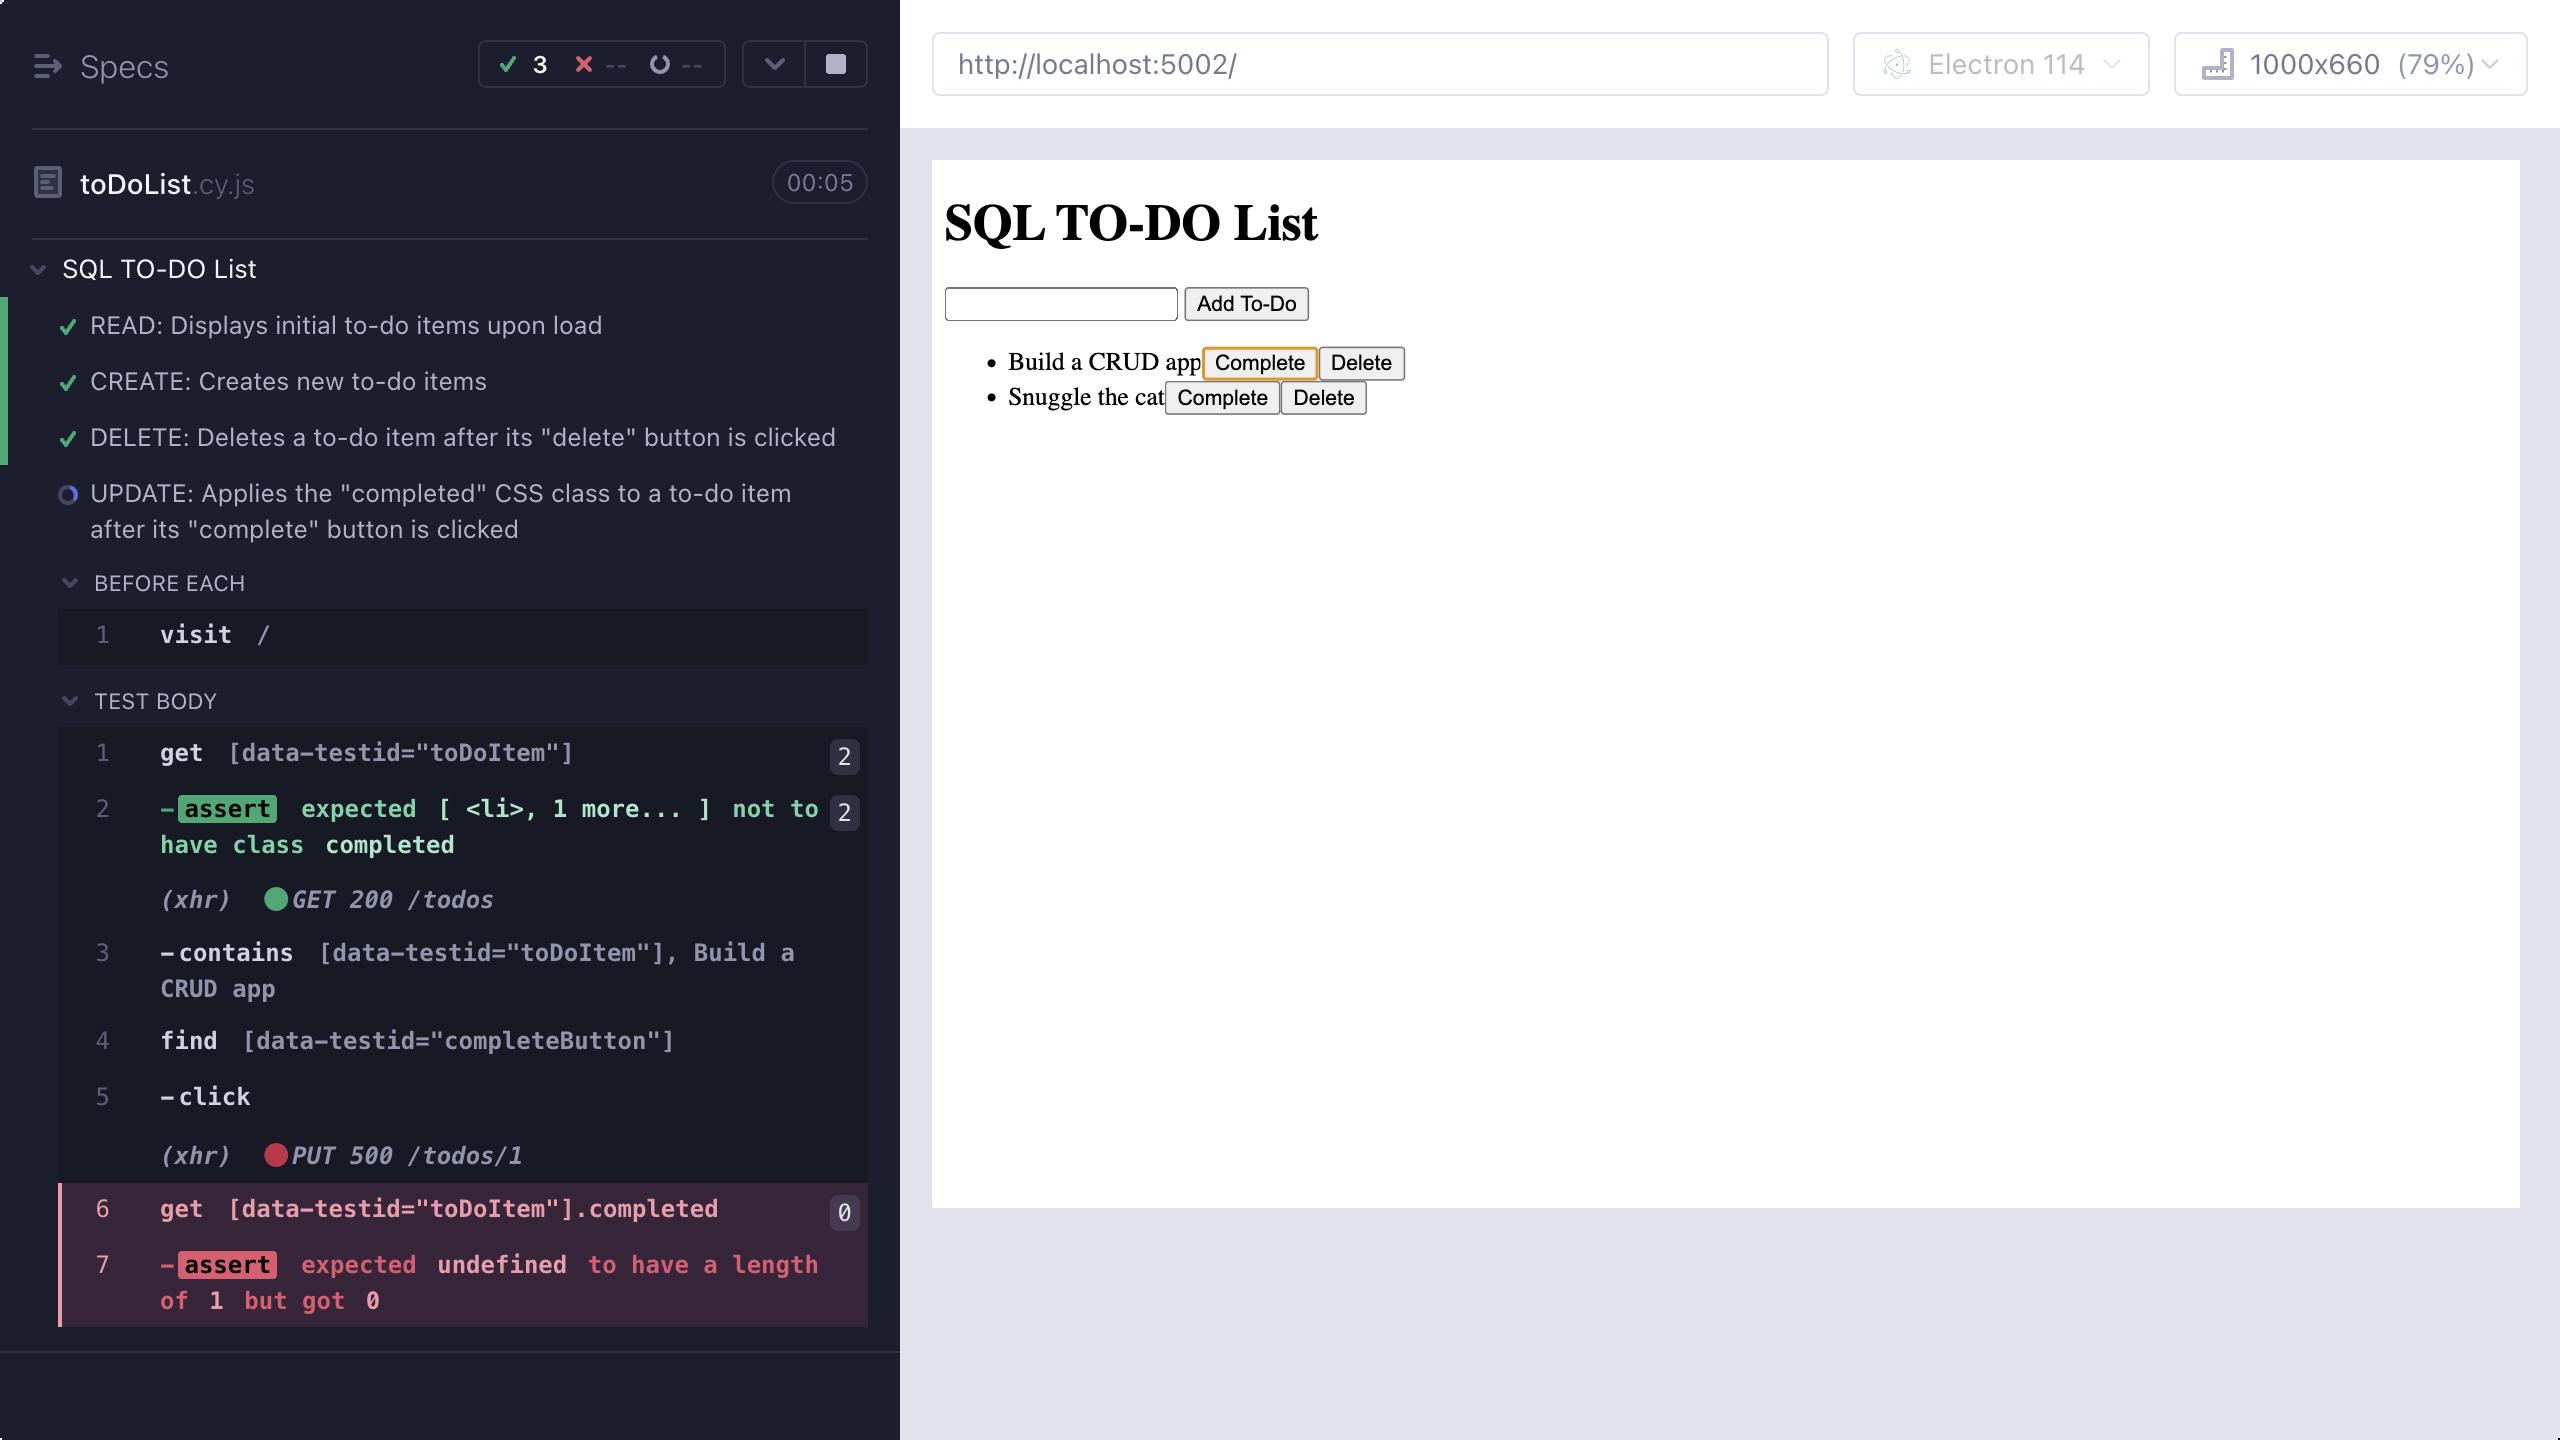 Specs
3 -- --
toDoList.cy.js 00:05
SQL TO-DO List
READ: Displays initial to-do items upon load
CREATE: Creates new to-do items
DELETE: Deletes a to-do item after its "delete" button is clicked
UPDATE: Applies the "completed" CSS class to a to-do item
after its "complete" button is clicked
BEFORE EACH
1 visit /
TEST BODY
1 get [data-testid="toDoItem"] 2
2 -assert expected [ <li>, 1 more... ] not to 2
have class completed
(xhr) GET 200 /todos
3 -contains [data-testid="toDoItem"], Build a
CRUD app
4 find [data-testid="completeButton"]
5 -click
(xhr) PUT 500 /todos/1
6 get [data-testid="toDoItem"].completed 0
7 -assert expected undefined to have a length
of 1 but got 0
http://localhost:5002/ Electron 114 1000x660 (79%)
SQL TO-DO List
Add To-Do
• Build a CRUD app Complete Delete
• Snuggle the cat Complete Delete